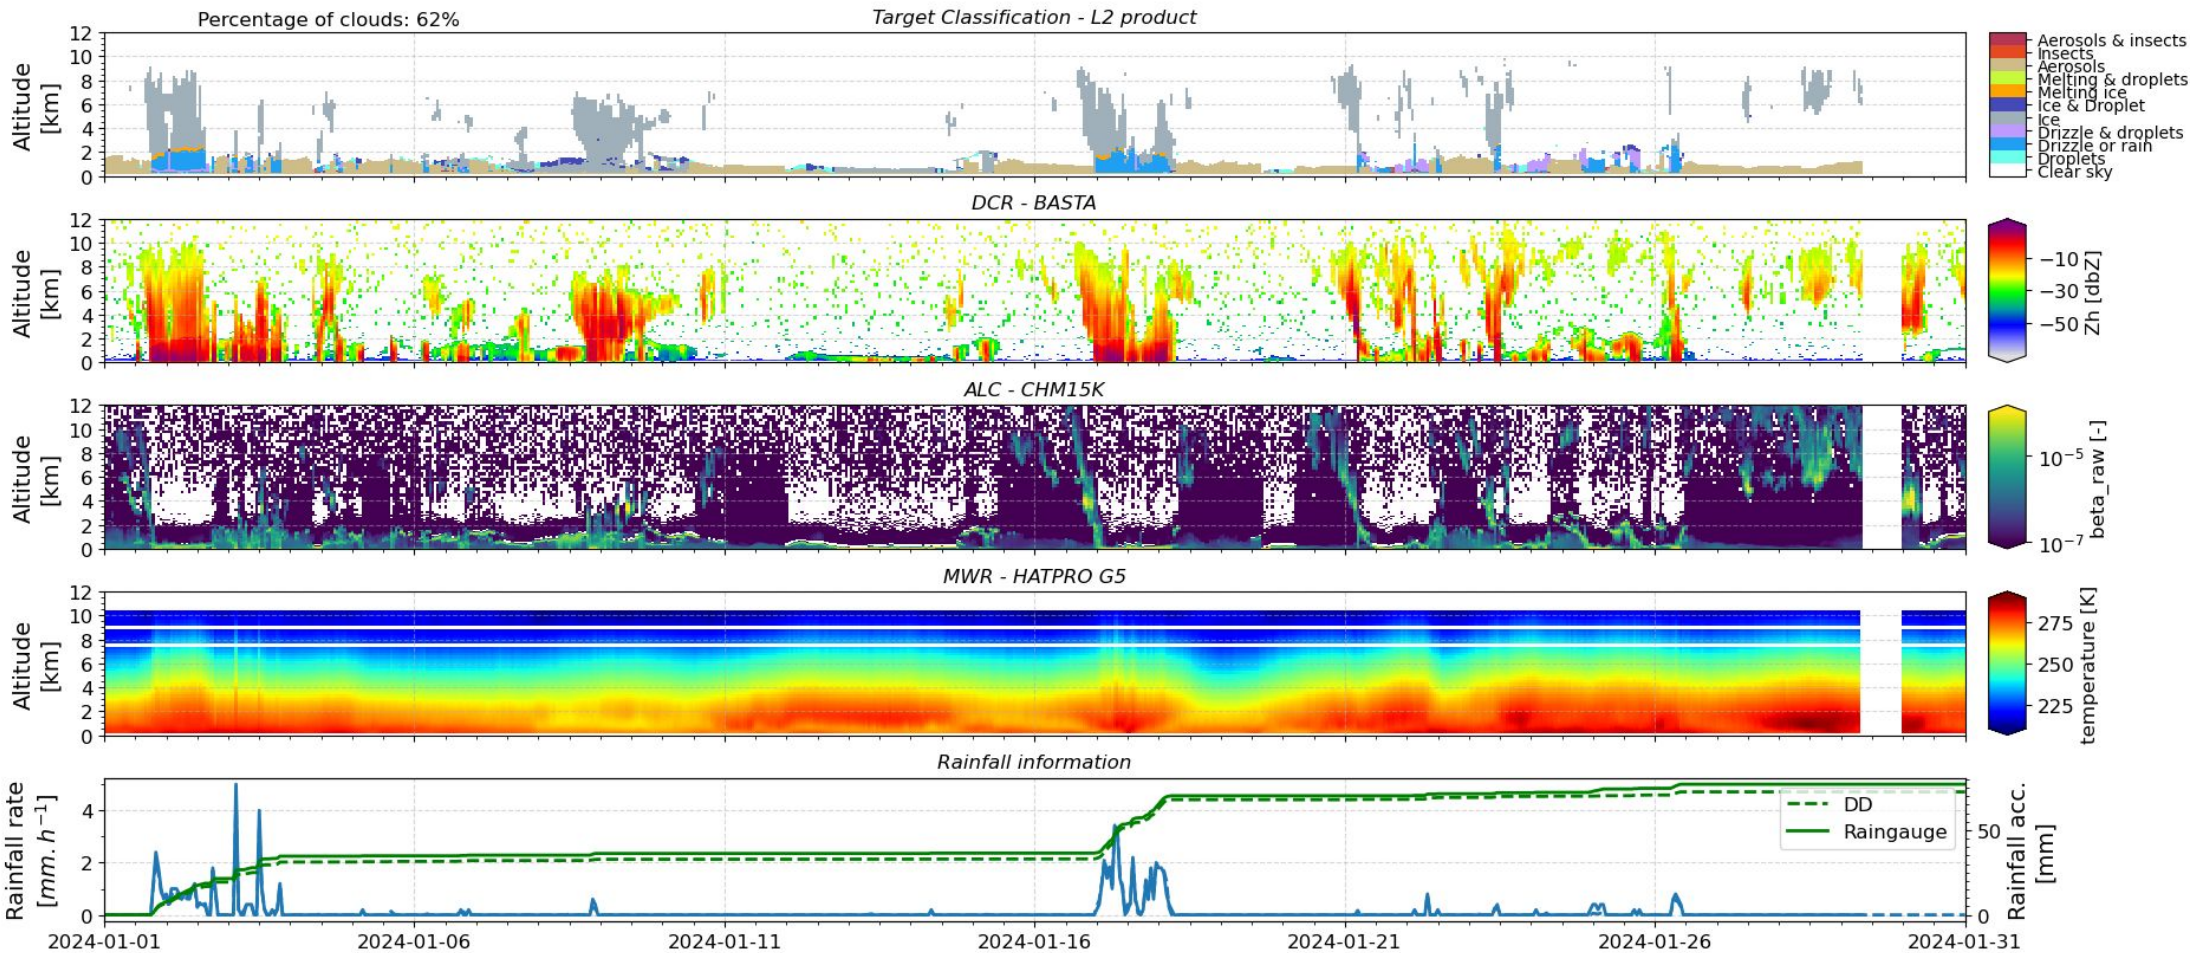 Percentage of clouds: 62%
Target Classification - L2 product
Altitude
[km]
12
10
8
6
4
2
0
Aerosols & insects
Insects
Aerosols
Melting & droplets
Melting ice
Ice & Droplet
Ice
Drizzle & droplets
Drizzle or rain
Droplets
Clear sky
DCR - BASTA
Altitude
[km]
12
10
8
6
4
2
0
−10
−30
−50
Zh [dbZ]
ALC - CHM15K
Altitude
[km]
12
10
8
6
4
2
0
10⁻⁵
10⁻⁷
beta_raw [-]
MWR - HATPRO G5
Altitude
[km]
12
10
8
6
4
2
0
275
250
225
temperature [K]
Rainfall information
Rainfall rate
[mm.h⁻¹]
4
2
0
DD
Raingauge
50
0
Rainfall acc.
[mm]
2024-01-01 2024-01-06 2024-01-11 2024-01-16 2024-01-21 2024-01-26 2024-01-31